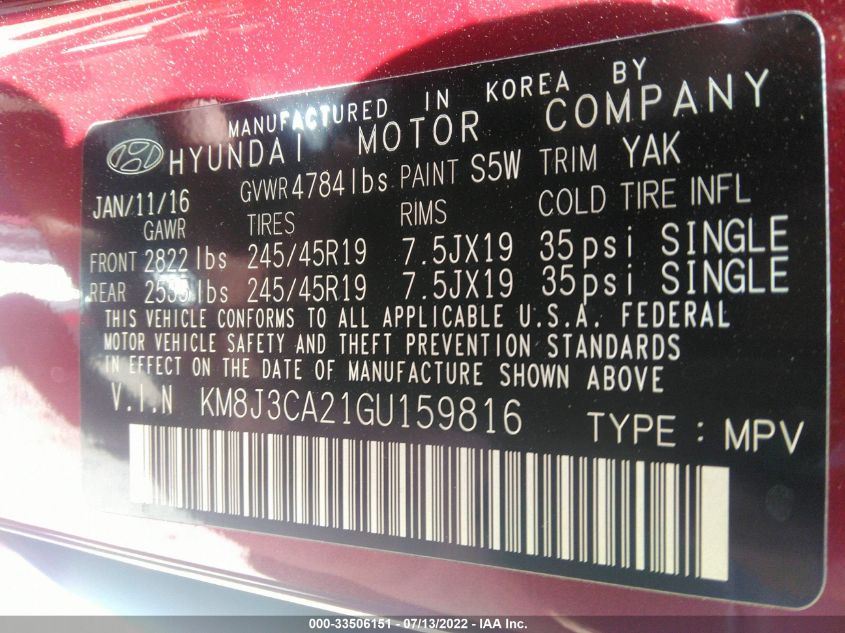 MANUFACTURED IN KOREA BY
HYUNDAI MOTOR COMPANY
JAN/11/16 GVWR 4784lbs PAINT S5W TRIM YAK
GAWR TIRES RIMS COLD TIRE INFL
FRONT 2822 lbs 245/45R19 7.5JX19 35psi SINGLE
REAR lbs 245/45R19 7.5JX19 35psi SINGLE
THIS VEHICLE CONFORMS TO ALL APPLICABLE U.S.A. FEDERAL
MOTOR VEHICLE SAFETY AND THEFT PREVENTION STANDARDS
IN EFFECT ON THE DATE OF MANUFACTURE SHOWN ABOVE
V.I.N KM8J3CA21GU159816 TYPE : MPV
000-33506151 - 07/13/2022 - IAA Inc.